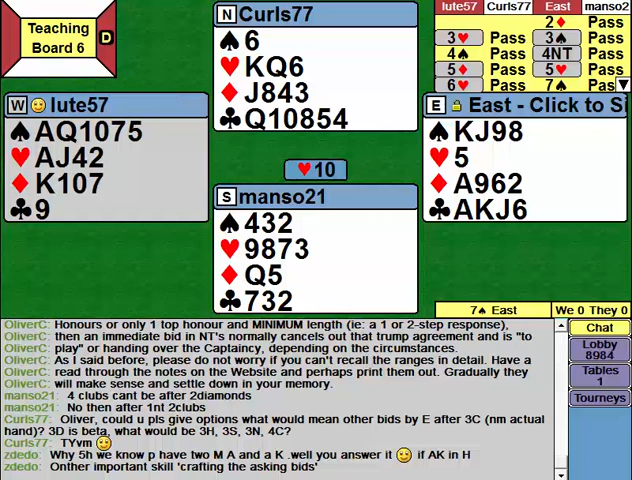 Teaching
Board 6
D
N Curls77
♠ 6
♥ KQ6
♦ J843
♣ Q10854
lute57 Curls77 East manso2
2♦ Pass
3♥ Pass 3♠ Pass
4♠ Pass 4NT Pass
5♦ Pass 5♥ Pass
6♥ Pass 7♠ Pas
W lute57
♠ AQ1075
♥ AJ42
♦ K107
♣ 9
♥ 10
E East - Click to Si
♠ KJ98
♥ 5
♦ A962
♣ AKJ6
S manso21
♠ 432
♥ 9873
♦ Q5
♣ 732
7♠ East We 0 They 0
OliverC: Honours or only 1 top honour and MINIMUM length (ie: a 1 or 2-step response),
OliverC: then an immediate bid in NT's normally cancels out that trump agreement and is "to
OliverC: play" or handing over the Captaincy, depending on the circumstances.
OliverC: As I said before, please do not worry if you can't recall the ranges in detail. Have a
OliverC: read through the notes on the Website and perhaps print them out. Gradually they
OliverC: will make sense and settle down in your memory.
manso21: 4 clubs cant be after 2diamonds
manso21: No then after 1nt 2clubs
Curls77: Oliver, could u pls give options what would mean other bids by E after 3C (nm actual
hand)? 3D is beta, what would be 3H, 3S, 3N, 4C?
Curls77: TYvm
zdedo: Why 5h we know p have two M A and a K .well you answer it if AK in H
zdedo: Onther important skill 'crafting the asking bids'
Chat
Lobby
8984
Tables
1
Tourneys